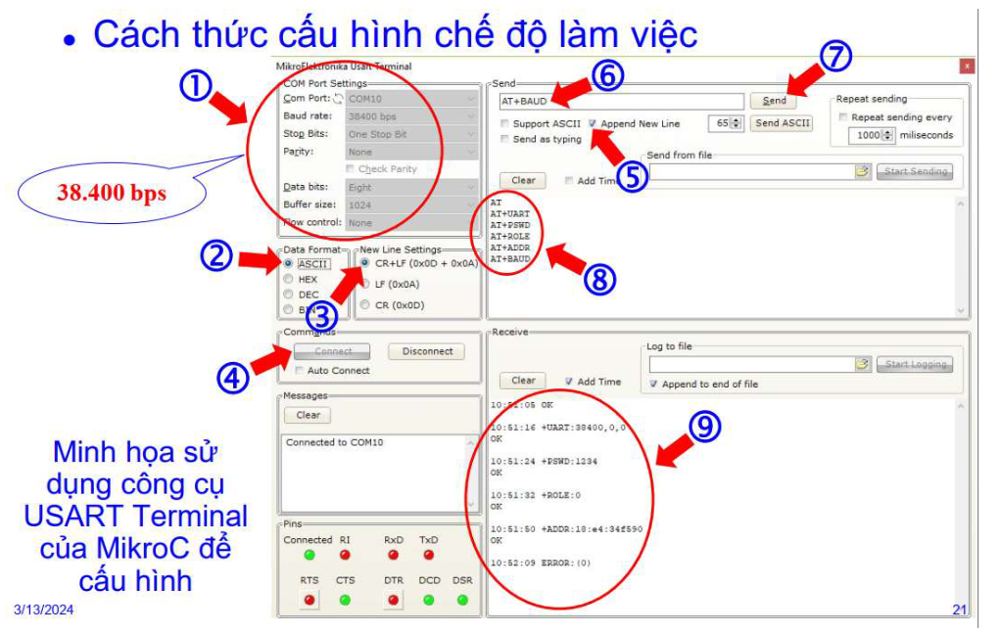 • Cách thức cấu hình chế độ làm việc
MikroElektronika Usart Terminal
x
①
COM Port Settings
Com Port: COM10
Baud rate: 38400 bps
Stop Bits: One Stop Bit
Parity: None
Check Parity
Data bits: Eight
Buffer size: 1024
Flow control: None
38.400 bps
②
Data Format
ASCII
HEX
DEC
BIN
③
New Line Settings
CR+LF (0x0D + 0x0A)
LF (0x0A)
CR (0x0D)
④
Commands
Connect Disconnect
Auto Connect
Messages
Clear
Connected to COM10
Pins
Connected RI RxD TxD
RTS CTS DTR DCD DSR
Send
⑥
⑦
AT+BAUD
Send
Support ASCII Append New Line 65 Send ASCII
Send as typing
⑤
Repeat sending
Repeat sending every
1000 miliseconds
Send from file
Start Sending
Clear Add Time
AT
AT+UART
AT+PSWD
AT+ROLE
AT+ADDR
AT+BAUD
⑧
Receive
Log to file
Start Logging
Clear Add Time Append to end of file
10:51:05 OK
10:51:16 +UART:38400,0,0
OK
10:51:24 +PSWD:1234
OK
10:51:32 +ROLE:0
OK
10:51:50 +ADDR:18:e4:34f590
OK
10:52:09 ERROR:(0)
⑨
Minh họa sử
dụng công cụ
USART Terminal
của MikroC để
cấu hình
3/13/2024
21